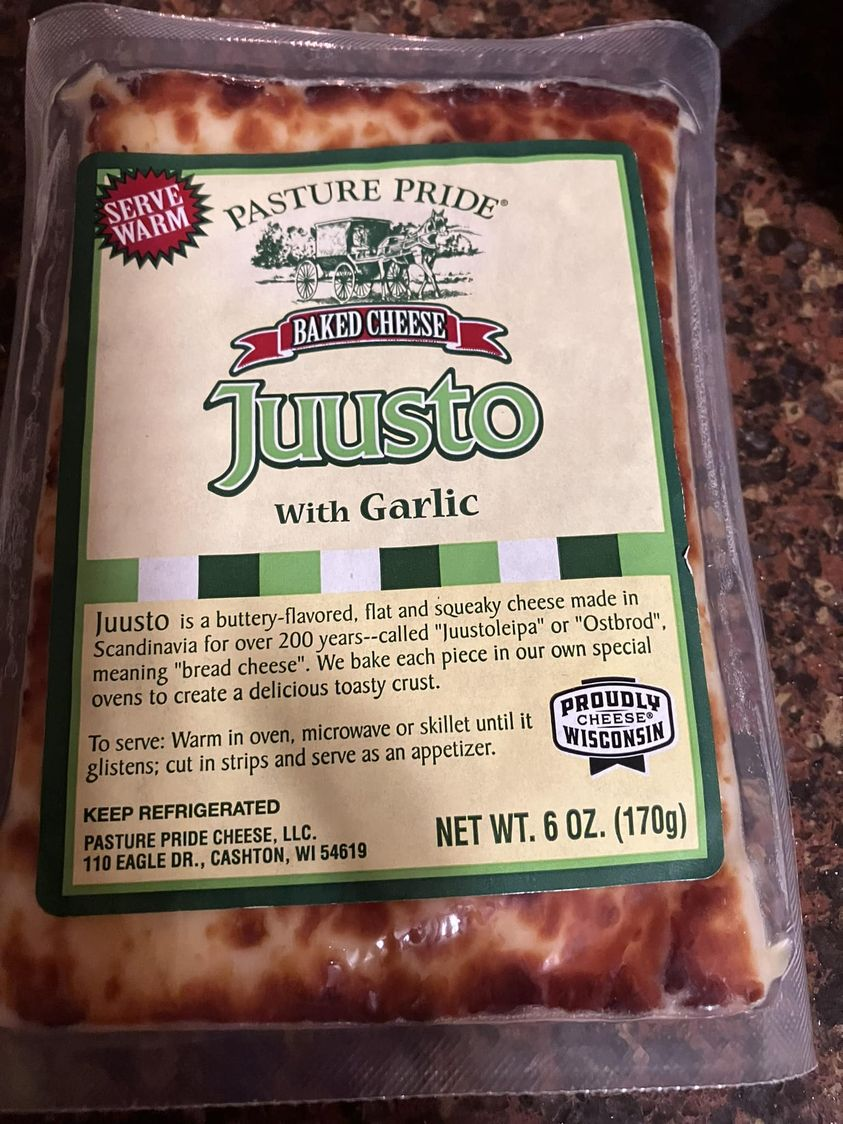 SERVE
WARM
PASTURE PRIDE®
BAKED CHEESE
Juusto
With Garlic
Juusto is a buttery-flavored, flat and squeaky cheese made in
Scandinavia for over 200 years--called "Juustoleipa" or "Ostbrod",
meaning "bread cheese". We bake each piece in our own special
ovens to create a delicious toasty crust.
To serve: Warm in oven, microwave or skillet until it
glistens; cut in strips and serve as an appetizer.
PROUDLY
CHEESE®
WISCONSIN
KEEP REFRIGERATED
PASTURE PRIDE CHEESE, LLC.
110 EAGLE DR., CASHTON, WI 54619
NET WT. 6 OZ. (170g)